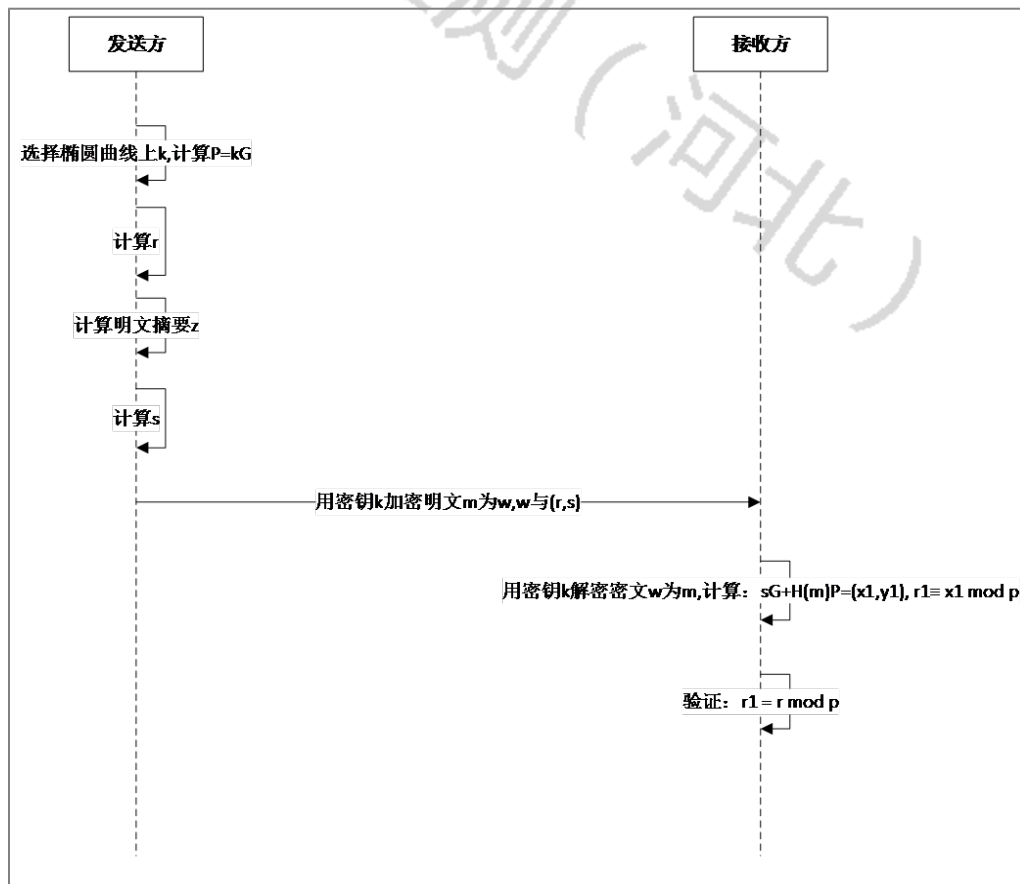 测（河北）
发送方
接收方
选择椭圆曲线上k,计算P=kG
计算r
计算明文摘要z
计算s
用密钥k加密明文m为w,w与(r,s)
用密钥k解密密文w为m,计算：sG+H(m)P=(x1,y1), r1≡ x1 mod p
验证：r1 = r mod p